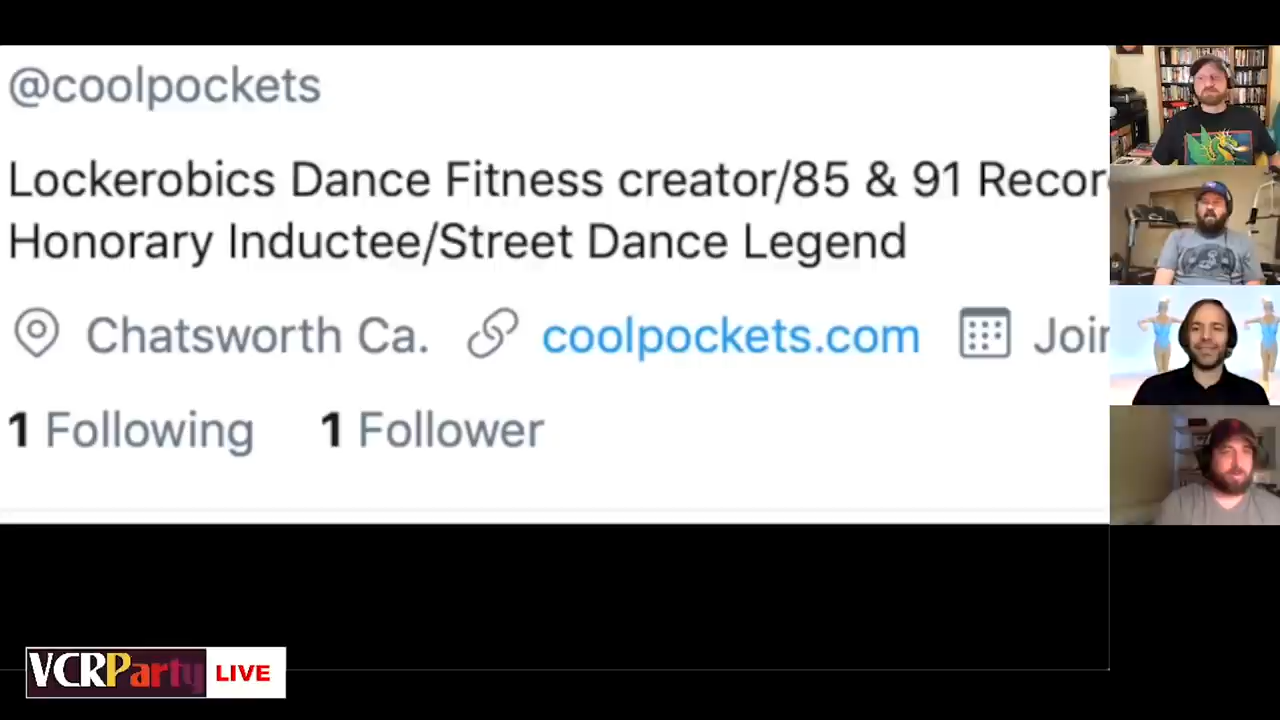 @coolpockets
Lockerobics Dance Fitness creator/85 & 91 Recor
Honorary Inductee/Street Dance Legend
Chatsworth Ca. coolpockets.com Join
1 Following 1 Follower
VCRParty LIVE